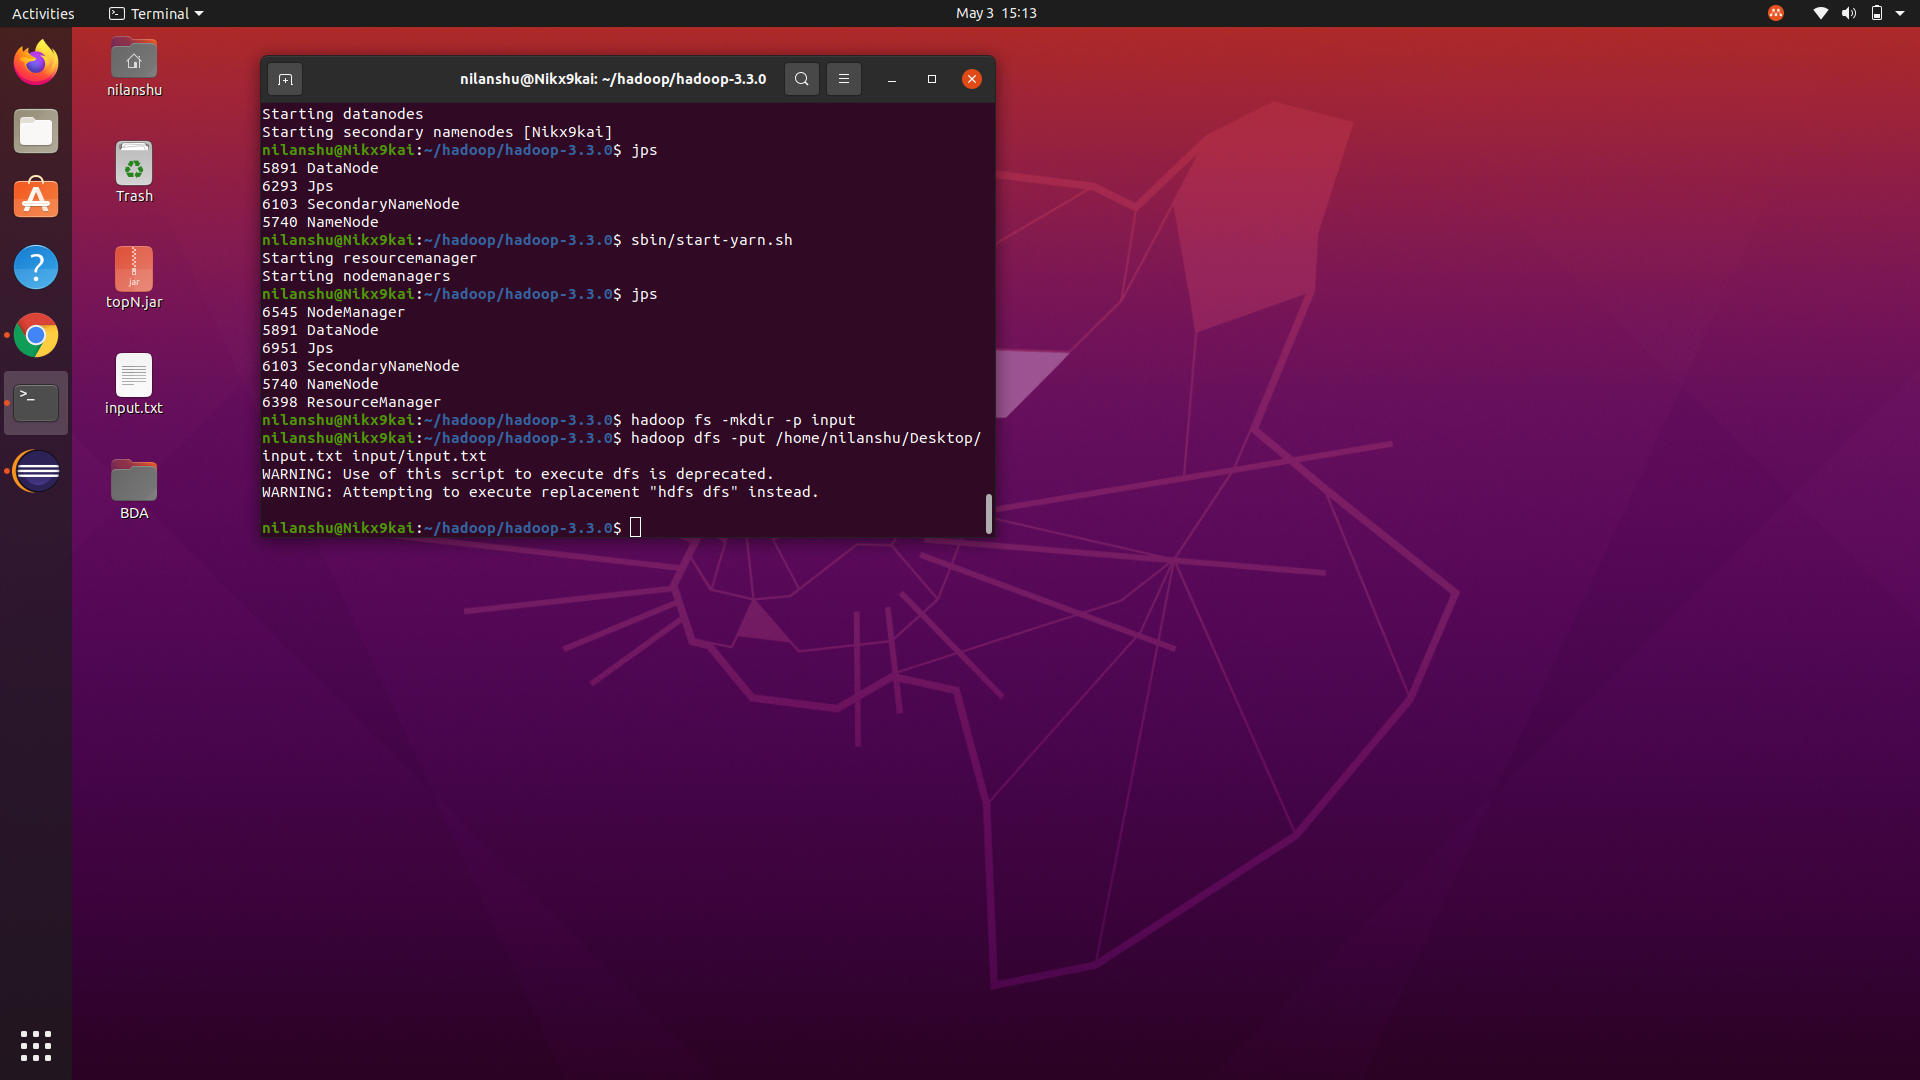 Activities
Terminal
May 3 15:13
nilanshu
Trash
jar
topN.jar
input.txt
BDA
nilanshu@Nikx9kai: ~/hadoop/hadoop-3.3.0
Starting datanodes
Starting secondary namenodes [Nikx9kai]
nilanshu@Nikx9kai:~/hadoop/hadoop-3.3.0$ jps
5891 DataNode
6293 Jps
6103 SecondaryNameNode
5740 NameNode
nilanshu@Nikx9kai:~/hadoop/hadoop-3.3.0$ sbin/start-yarn.sh
Starting resourcemanager
Starting nodemanagers
nilanshu@Nikx9kai:~/hadoop/hadoop-3.3.0$ jps
6545 NodeManager
5891 DataNode
6951 Jps
6103 SecondaryNameNode
5740 NameNode
6398 ResourceManager
nilanshu@Nikx9kai:~/hadoop/hadoop-3.3.0$ hadoop fs -mkdir -p input
nilanshu@Nikx9kai:~/hadoop/hadoop-3.3.0$ hadoop dfs -put /home/nilanshu/Desktop/
input.txt input/input.txt
WARNING: Use of this script to execute dfs is deprecated.
WARNING: Attempting to execute replacement "hdfs dfs" instead.
nilanshu@Nikx9kai:~/hadoop/hadoop-3.3.0$